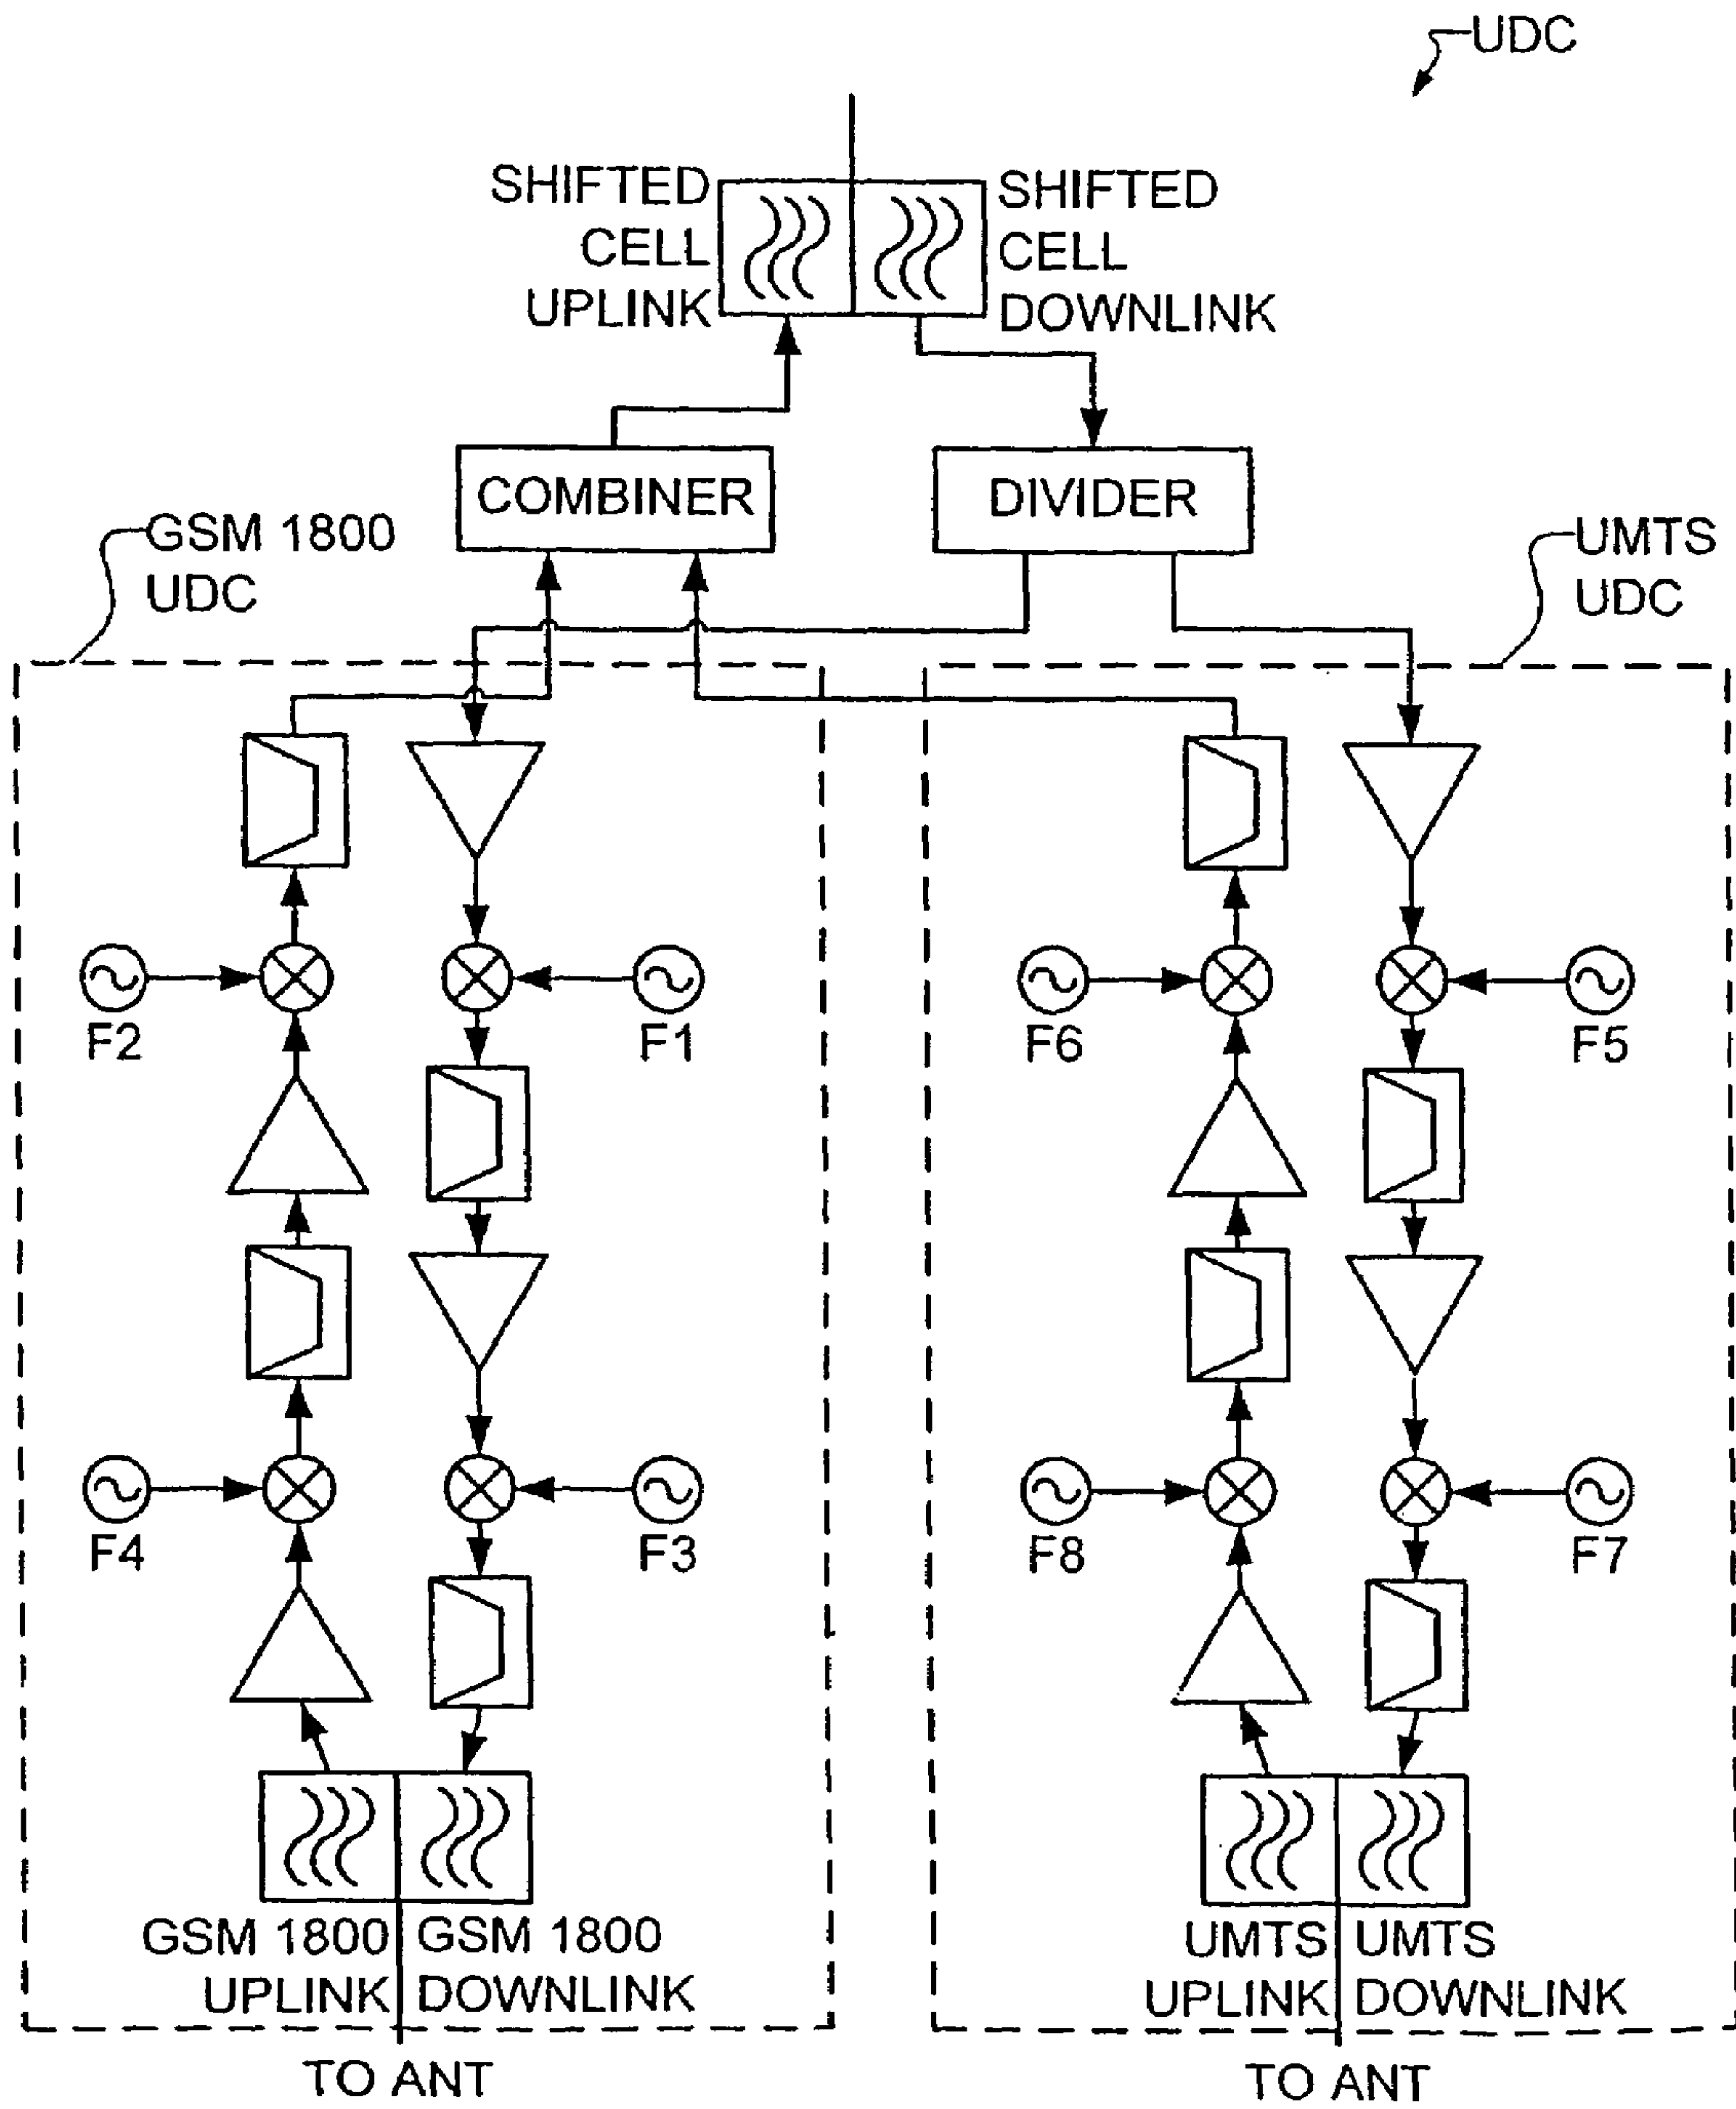 UDC
SHIFTED
CELL
UPLINK
SHIFTED
CELL
DOWNLINK
COMBINER
DIVIDER
GSM 1800
UDC
UMTS
UDC
F2
F1
F6
F5
F4
F3
F8
F7
GSM 1800
UPLINK
GSM 1800
DOWNLINK
UMTS
UPLINK
UMTS
DOWNLINK
TO ANT
TO ANT